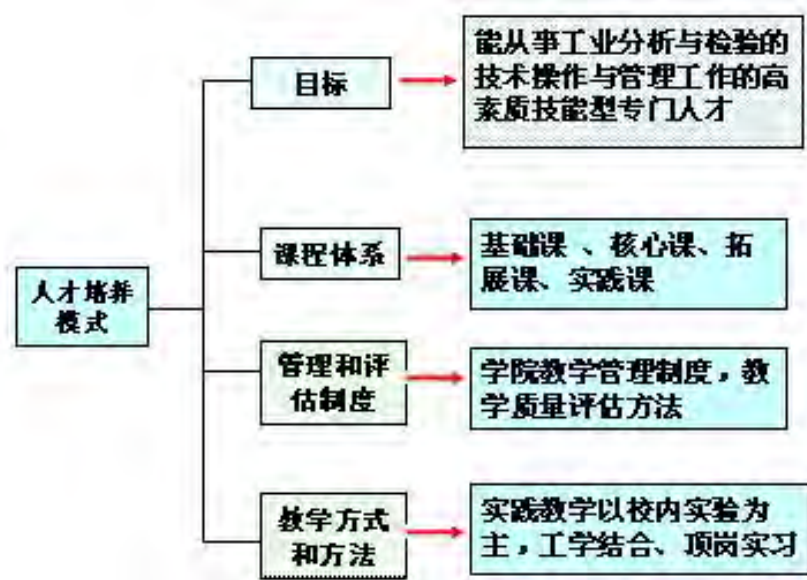 能从事工业分析与检验的
技术操作与管理工作的高
素质技能型专门人才
目标
课程体系
基础课 、核心课、拓
展课、实践课
人才培养
模式
管理和评
估制度
学院教学管理制度，教
学质量评估方法
教学方式
和方法
实践教学以校内实验为
主，工学结合、顶岗实习